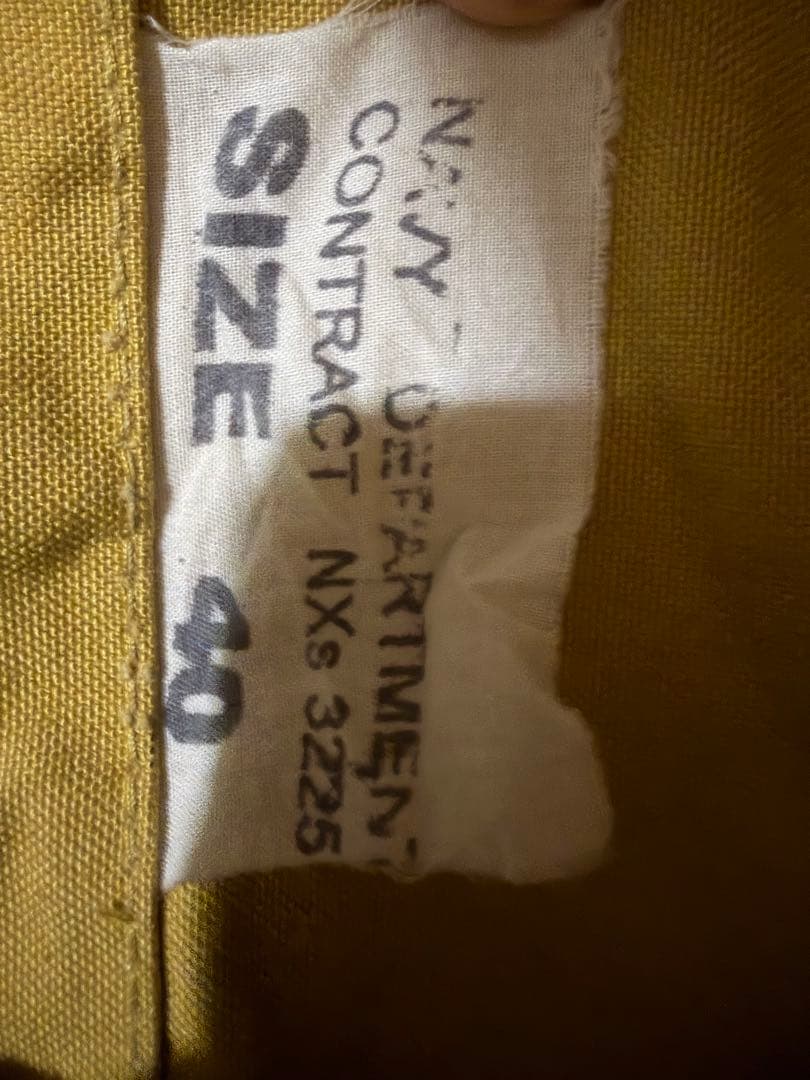 NAVY - DEPARTMENT
CONTRACT NXs 3225
SIZE 40